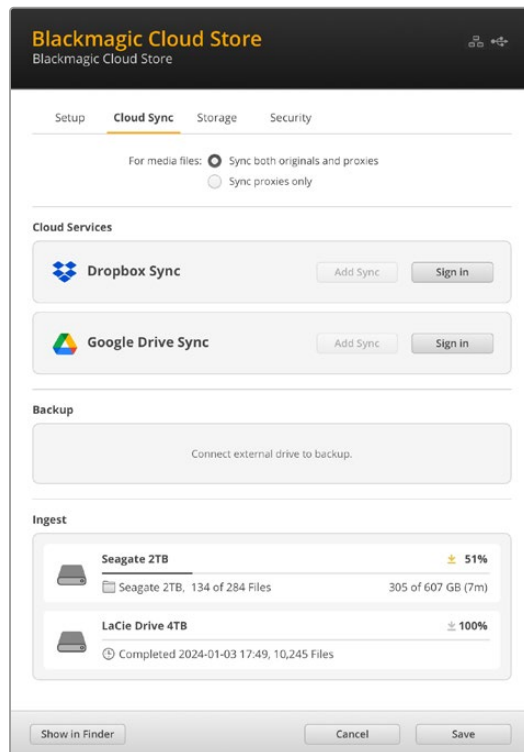 Blackmagic Cloud Store
Blackmagic Cloud Store
Setup Cloud Sync Storage Security
For media files: Sync both originals and proxies
Sync proxies only
Cloud Services
Dropbox Sync Add Sync Sign in
Google Drive Sync Add Sync Sign in
Backup
Connect external drive to backup.
Ingest
Seagate 2TB 51%
Seagate 2TB, 134 of 284 Files 305 of 607 GB (7m)
LaCie Drive 4TB 100%
Completed 2024-01-03 17:49, 10,245 Files
Show in Finder Cancel Save